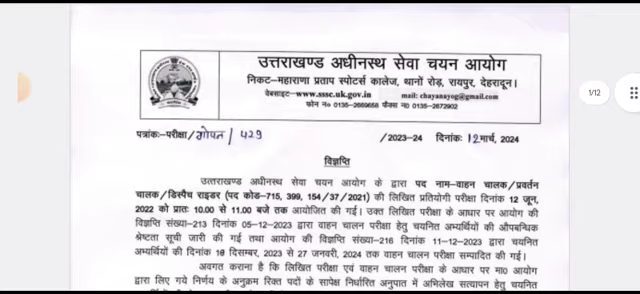 उत्तराखण्ड अधीनस्थ सेवा चयन आयोग
निकट–महाराणा प्रताप स्पोर्टस कालेज, थानों रोड़, रायपुर, देहरादून।
वेबसाइट–www.sssc.uk.gov.in mail: chayanayog@gmail.com
फोन न० 0135-2669658 फैक्स न0 0135-2672902
पत्रांकः–परीक्षा/गोपन/429 /2023-24 दिनांकः 12मार्च, 2024
1/12
विज्ञप्ति
उत्तराखण्ड अधीनस्थ सेवा चयन आयोग के द्वारा पद नाम–वाहन चालक/प्रवर्तन
चालक/डिस्पैच राइडर (पद कोड–715, 399, 154/37/2021) की लिखित प्रतियोगी परीक्षा दिनांक 12 जून,
2022 को प्रातः 10.00 से 11.00 बजे तक आयोजित की गई। उक्त लिखित परीक्षा के आधार पर आयोग की
विज्ञप्ति संख्या–213 दिनांक 05–12–2023 द्वारा वाहन चालन परीक्षा हेतु चयनित अभ्यर्थियों की औपबन्धिक
श्रेष्ठता सूची जारी की गई तथा आयोग की विज्ञप्ति संख्या–216 दिनांक 11–12–2023 द्वारा चयनित
अभ्यर्थियों की दिनांक 18 दिसम्बर, 2023 से 27 जनवरी, 2024 तक वाहन चालन परीक्षा सम्पादित की गई।
अवगत कराना है कि लिखित परीक्षा एवं वाहन चालन परीक्षा के आधार पर मा0 आयोग
द्वारा लिए गये निर्णय के अनुक्रम रिक्त पदों के सापेक्ष निर्धारित अनुपात में अभिलेख सत्यापन हेतु चयनित